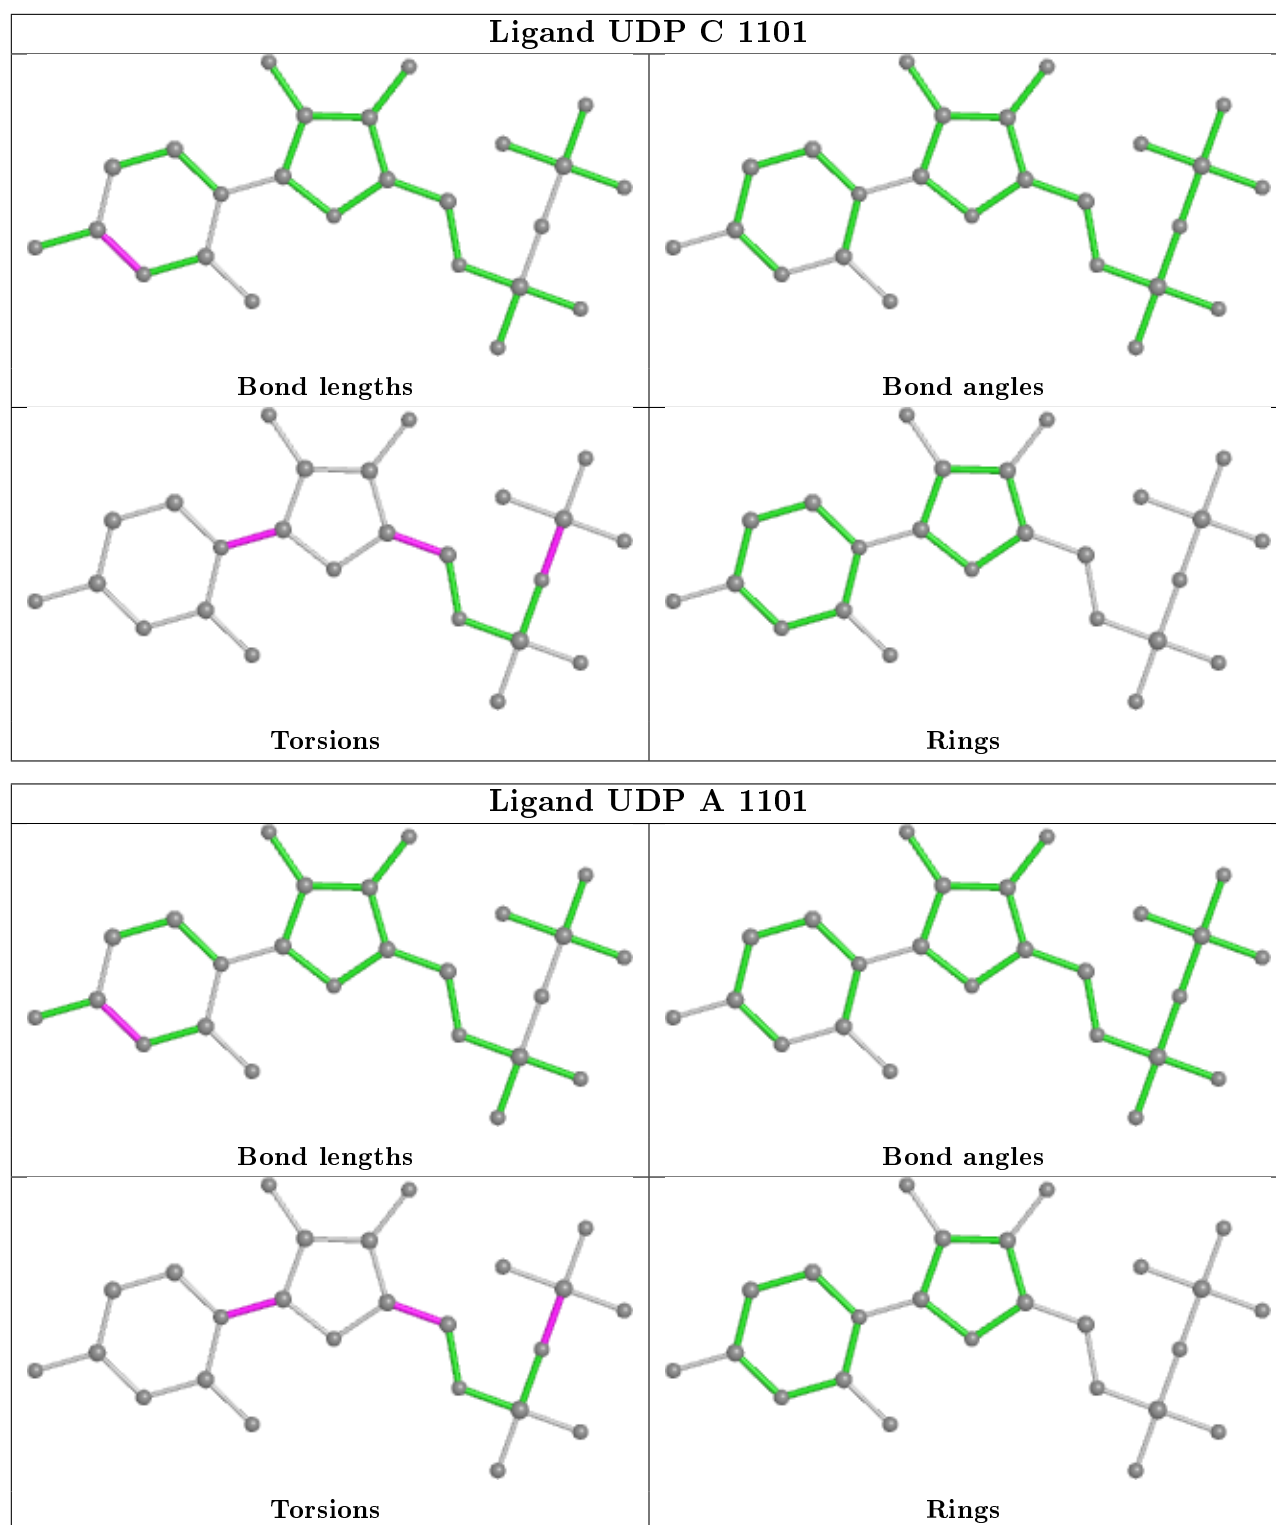 Ligand UDP C 1101
Bond lengths
Bond angles
Torsions
Rings
Ligand UDP A 1101
Bond lengths
Bond angles
Torsions
Rings